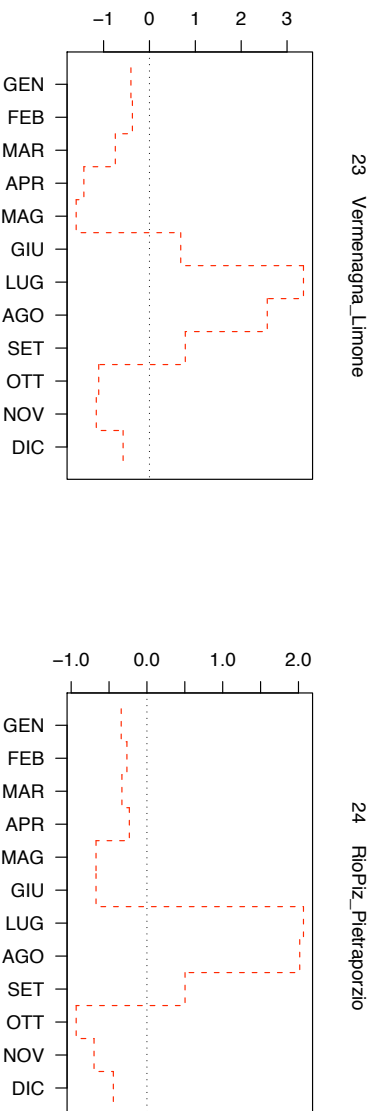 23 Vermenagna_Limone
−1 0 1 2 3
GEN
FEB
MAR
APR
MAG
GIU
LUG
AGO
SET
OTT
NOV
DIC
24 RioPiz_Pietraporzio
−1.0 0.0 1.0 2.0
GEN
FEB
MAR
APR
MAG
GIU
LUG
AGO
SET
OTT
NOV
DIC